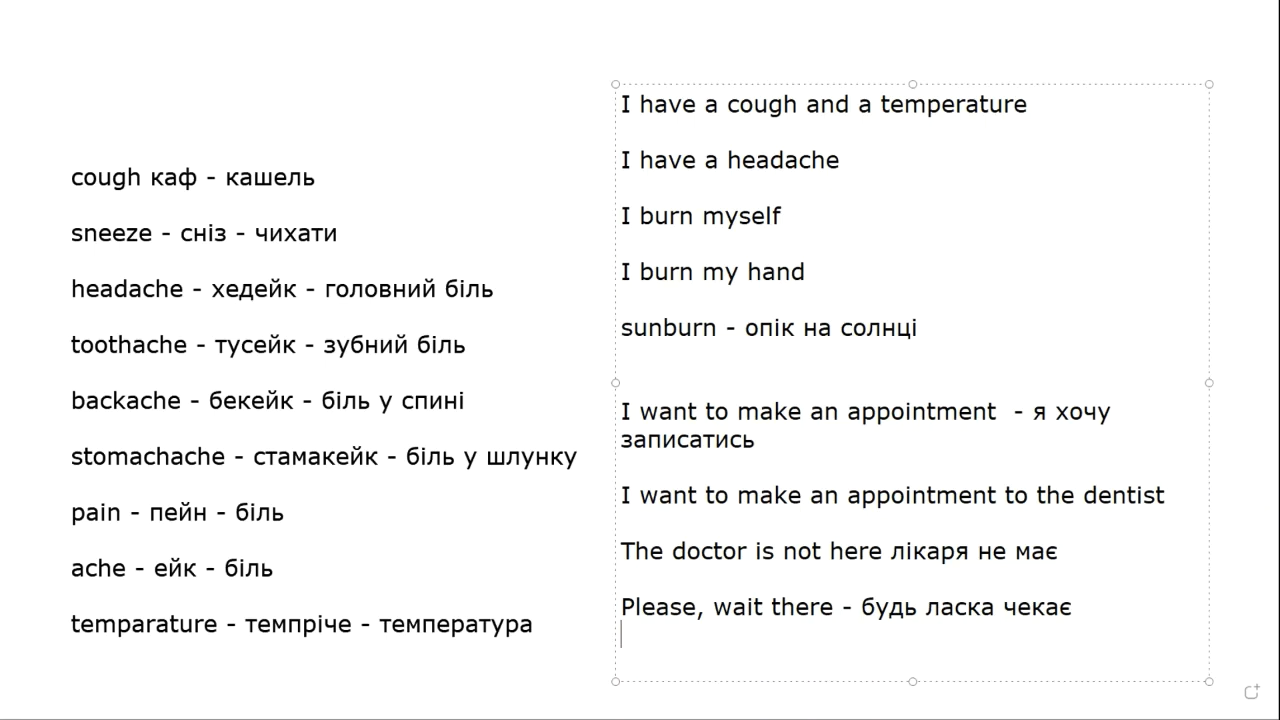 cough каф - кашель
sneeze - сніз - чихати
headache - хедейк - головний біль
toothache - тусейк - зубний біль
backache - бекейк - біль у спині
stomachache - стамакейк - біль у шлунку
pain - пейн - біль
ache - ейк - біль
temparature - темпріче - температура
I have a cough and a temperature
I have a headache
I burn myself
I burn my hand
sunburn - опік на солнці
I want to make an appointment - я хочу
записатись
I want to make an appointment to the dentist
The doctor is not here лікаря не має
Please, wait there - будь ласка чекає